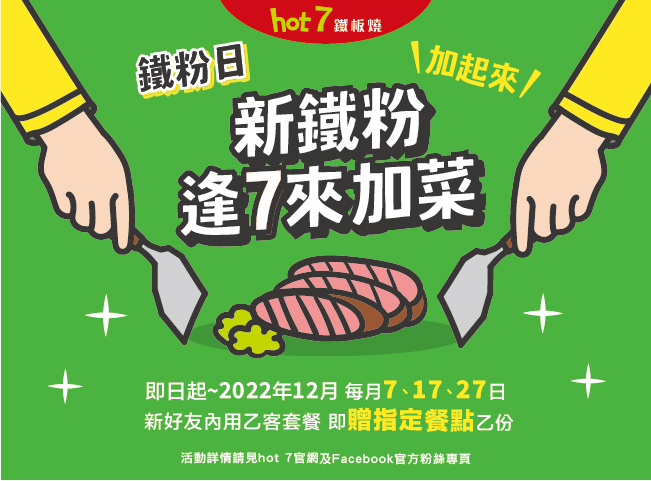 hot 7 鐵板燒
鐵粉日
加起來
新鐵粉
逢7來加菜
即日起~2022年12月 每月7、17、27日
新好友內用乙客套餐 即贈指定餐點乙份
活動詳情請見hot 7官網及Facebook官方粉絲專頁